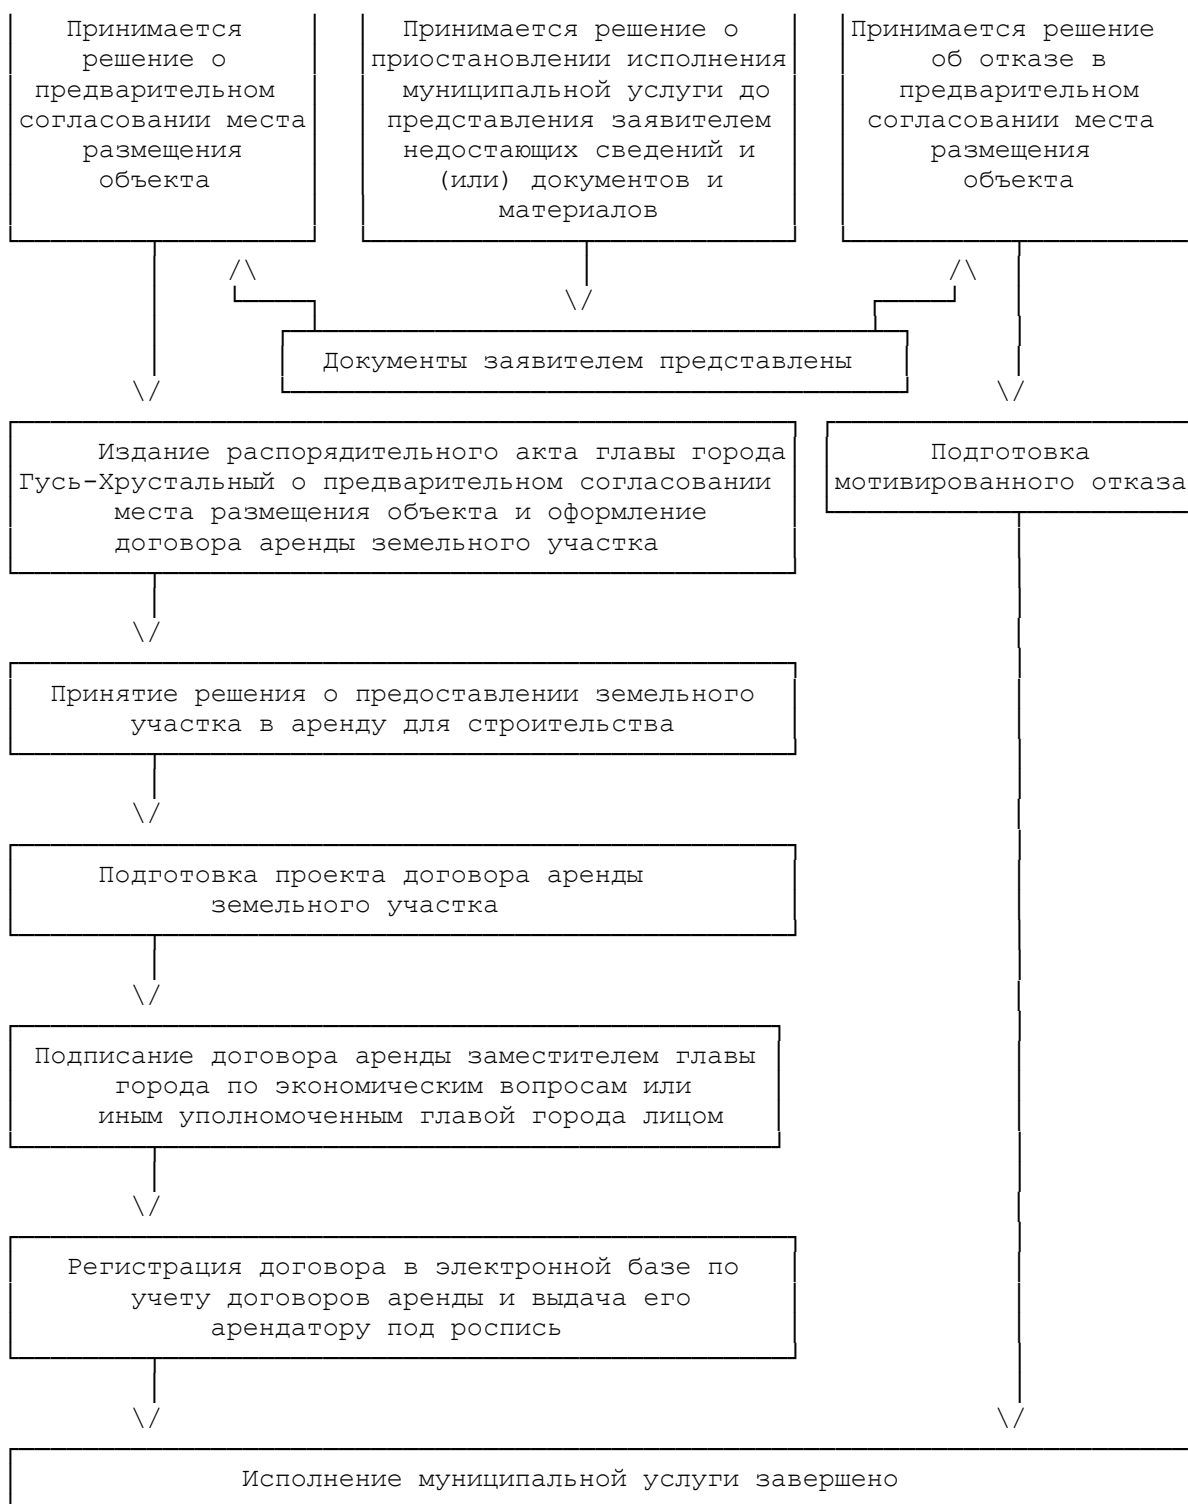 Принимается
решение о
предварительном
согласовании места
размещения
объекта
Принимается решение о
приостановлении исполнения
муниципальной услуги до
представления заявителем
недостающих сведений и
(или) документов и
материалов
Принимается решение
об отказе в
предварительном
согласовании места
размещения
объекта
Документы заявителем представлены
Издание распорядительного акта главы города
Гусь-Хрустальный о предварительном согласовании
места размещения объекта и оформление
договора аренды земельного участка
Подготовка
мотивированного отказа
Принятие решения о предоставлении земельного
участка в аренду для строительства
Подготовка проекта договора аренды
земельного участка
Подписание договора аренды заместителем главы
города по экономическим вопросам или
иным уполномоченным главой города лицом
Регистрация договора в электронной базе по
учету договоров аренды и выдача его
арендатору под роспись
Исполнение муниципальной услуги завершено